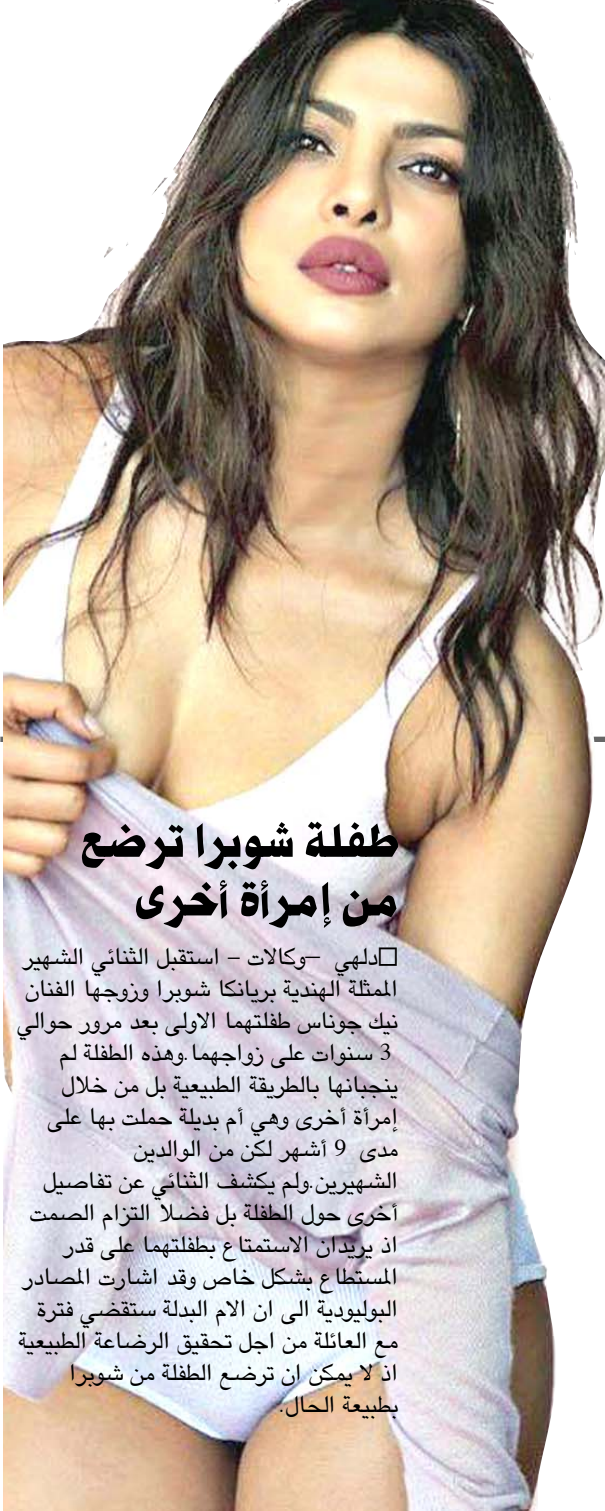 طفلة شوبرا ترضع
من إمرأة أخرى
□دلهي –وكالات – استقبل الثنائي الشهير
الممثلة الهندية بريانكا شوبرا وزوجها الفنان
نيك جوناس طفلتهما الاولى بعد مرور حوالي
3 سنوات على زواجهما.وهذه الطفلة لم
ينجبانها بالطريقة الطبيعية بل من خلال
إمرأة أخرى وهي أم بديلة حملت بها على
مدى 9 أشهر لكن من الوالدين
الشهيرين.ولم يكشف الثنائي عن تفاصيل
أخرى حول الطفلة بل فضلا التزام الصمت
اذ يريدان الاستمتاع بطفلتهما على قدر
المستطاع بشكل خاص وقد اشارت المصادر
البوليودية الى ان الام البدلة ستقضي فترة
مع العائلة من اجل تحقيق الرضاعة الطبيعية
اذ لا يمكن ان ترضع الطفلة من شوبرا
بطبيعة الحال.